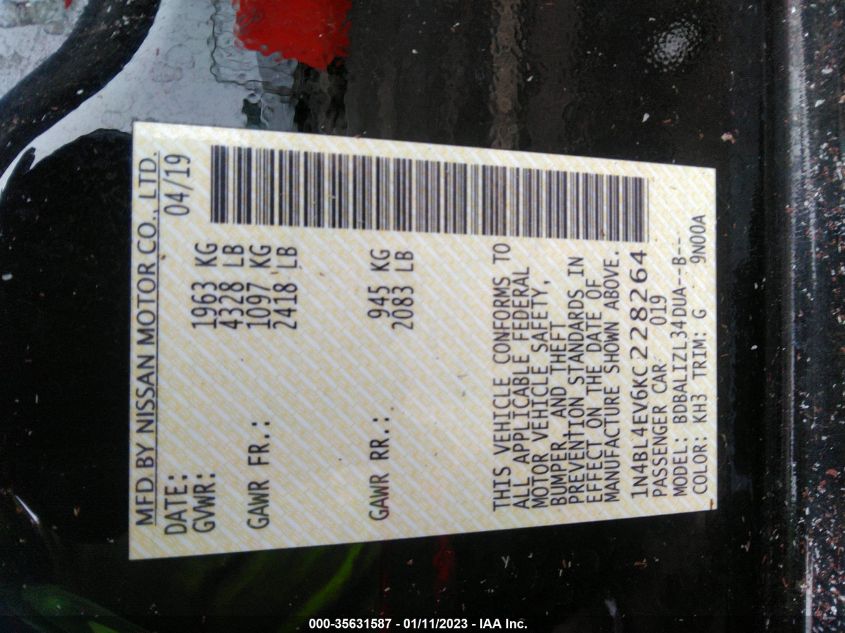 MFD BY NISSAN MOTOR CO., LTD.
DATE: 04/19
GVWR: 1963 KG
4328 LB
GAWR FR.: 1097 KG
2418 LB
GAWR RR.: 945 KG
2083 LB
THIS VEHICLE CONFORMS TO
ALL APPLICABLE FEDERAL
MOTOR VEHICLE SAFETY,
BUMPER, AND THEFT
PREVENTION STANDARDS IN
EFFECT ON THE DATE OF
MANUFACTURE SHOWN ABOVE.
1N4BL4EV6KC228264
PASSENGER CAR 019
MODEL: BDBALIZL34DUA--B--
COLOR: KH3 TRIM: G 9N00A
000-35631587 - 01/11/2023 - IAA Inc.